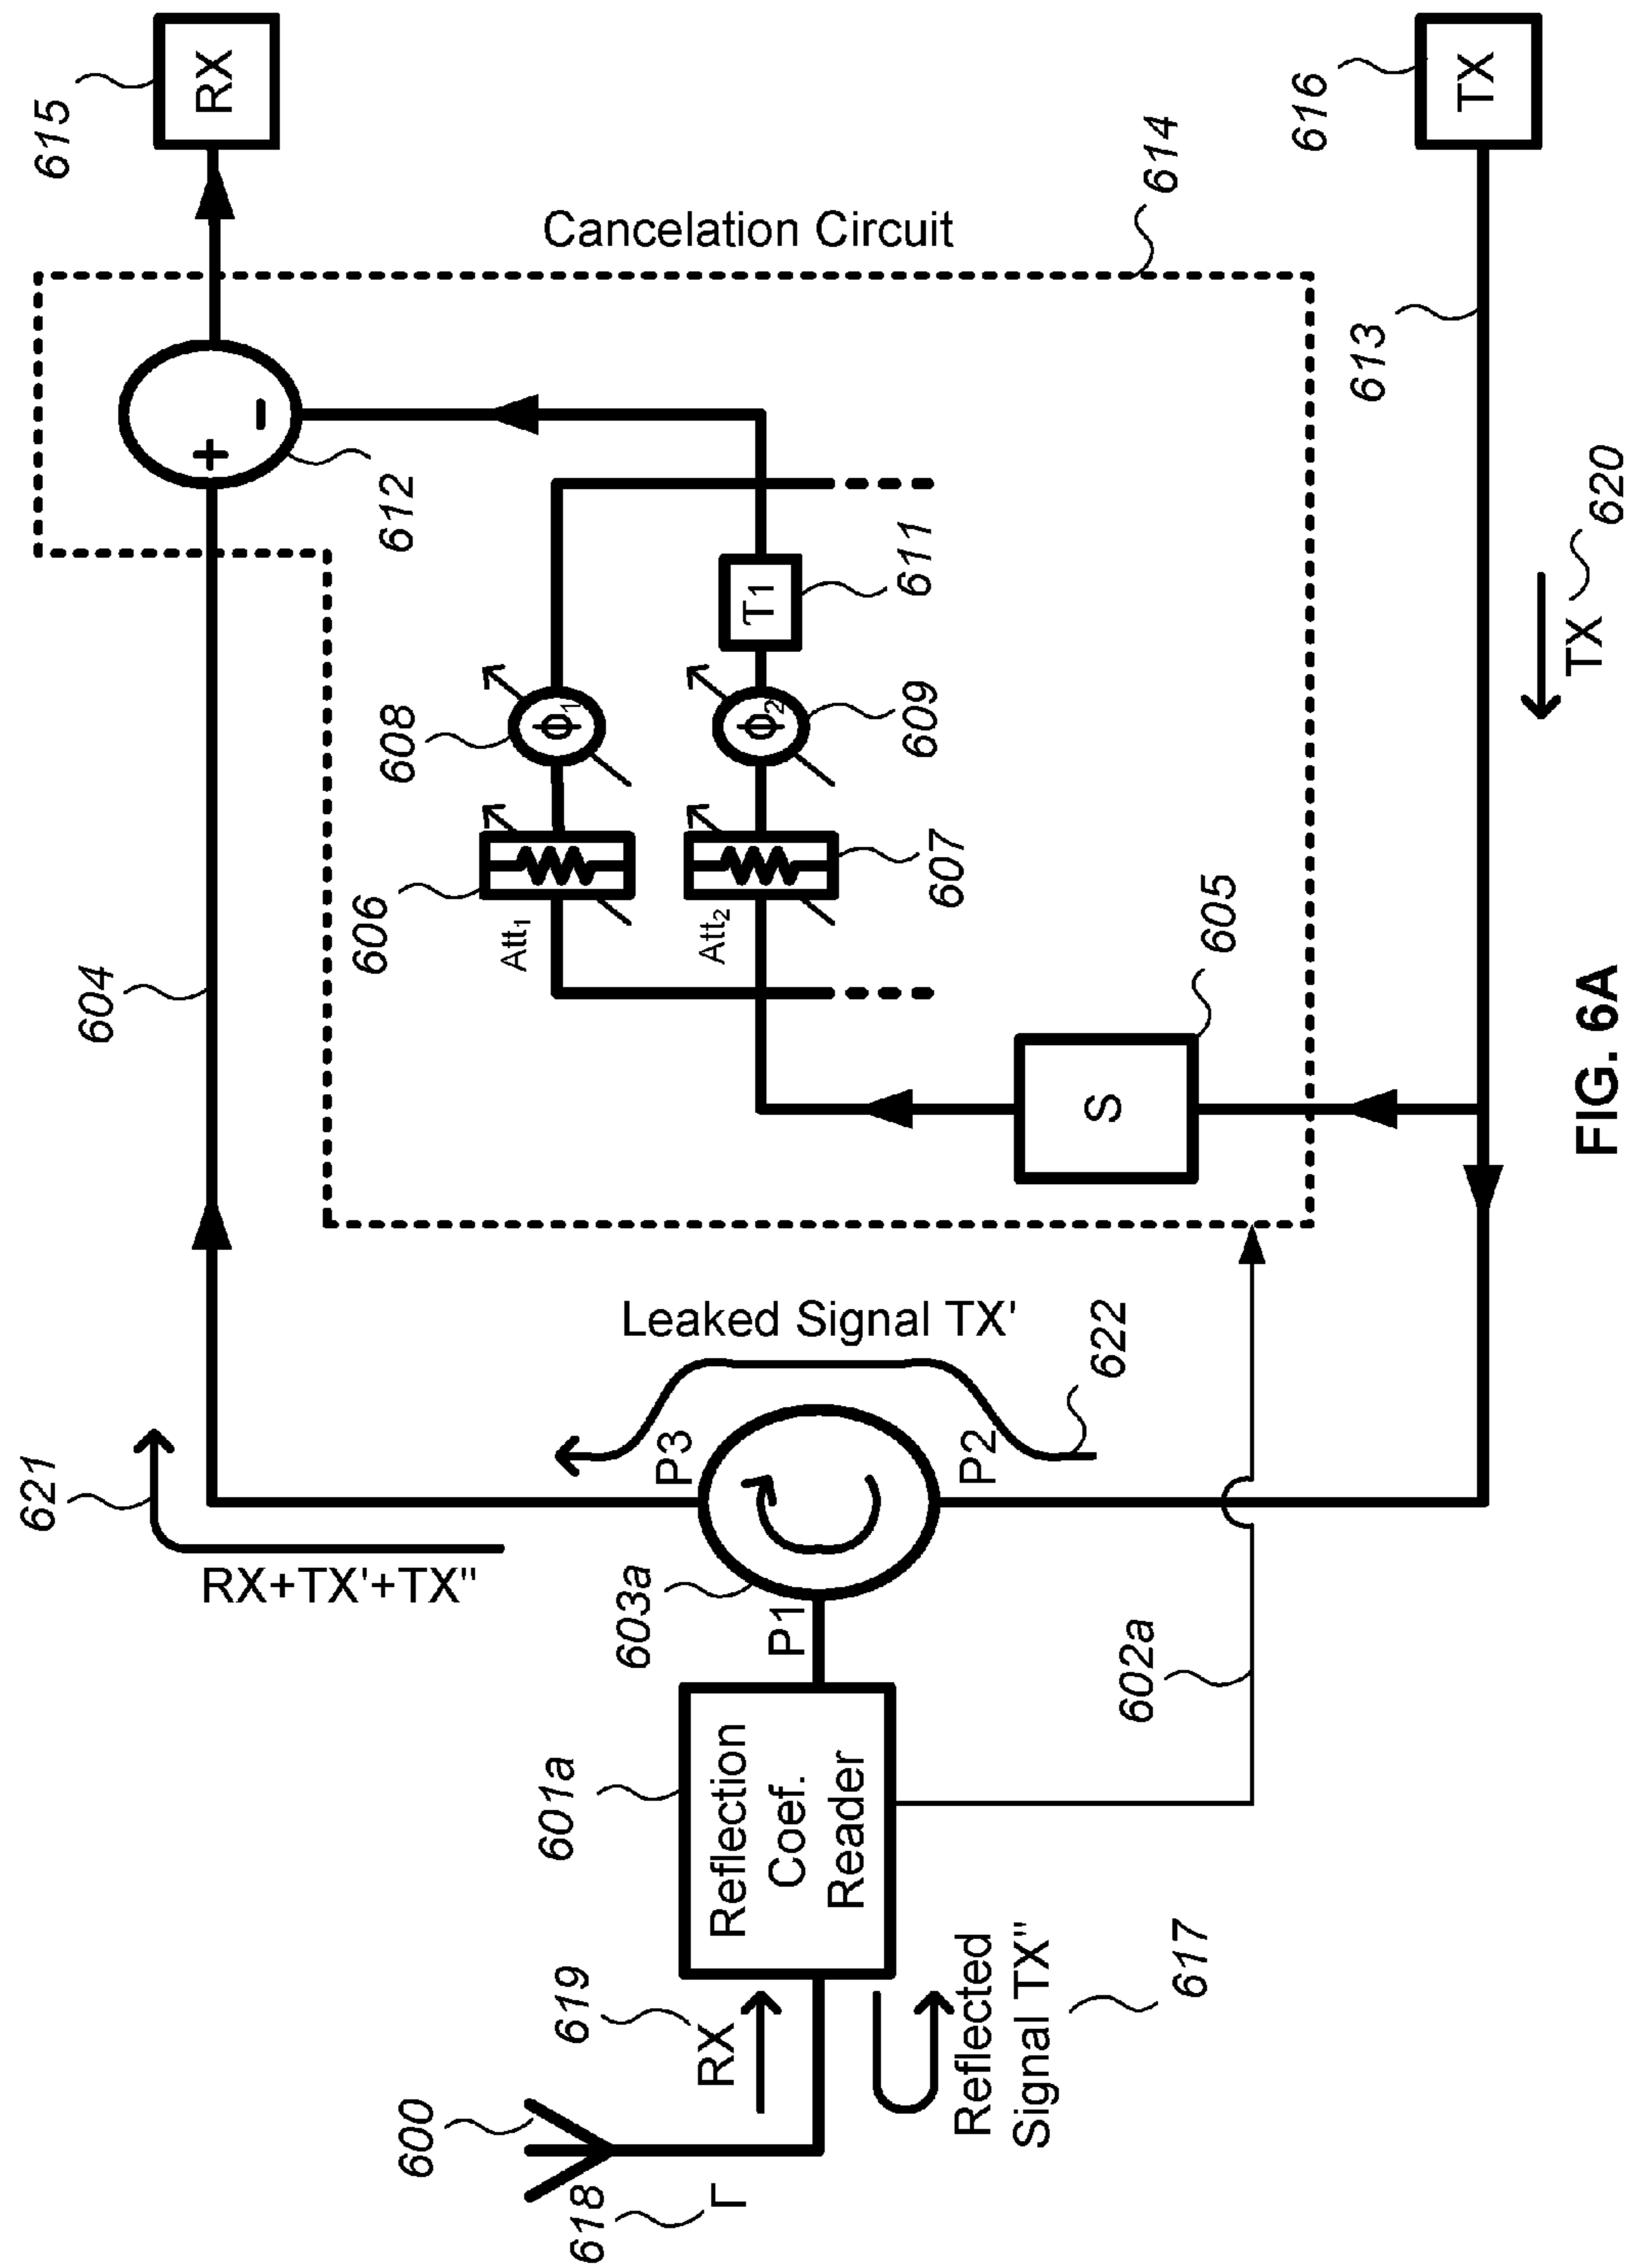 615
RX
616
TX
Cancelation Circuit
614
+
−
612
613
604
608
Φ1
Φ2
609
T1
611
606
Att1
Att2
607
605
S
TX
620
621
RX+TX'+TX"
Leaked Signal TX'
622
P3
P2
P1
603a
602a
601a
Reflection
Coef.
Reader
619
RX
Reflected
Signal TX"
617
600
618
Γ
FIG. 6A